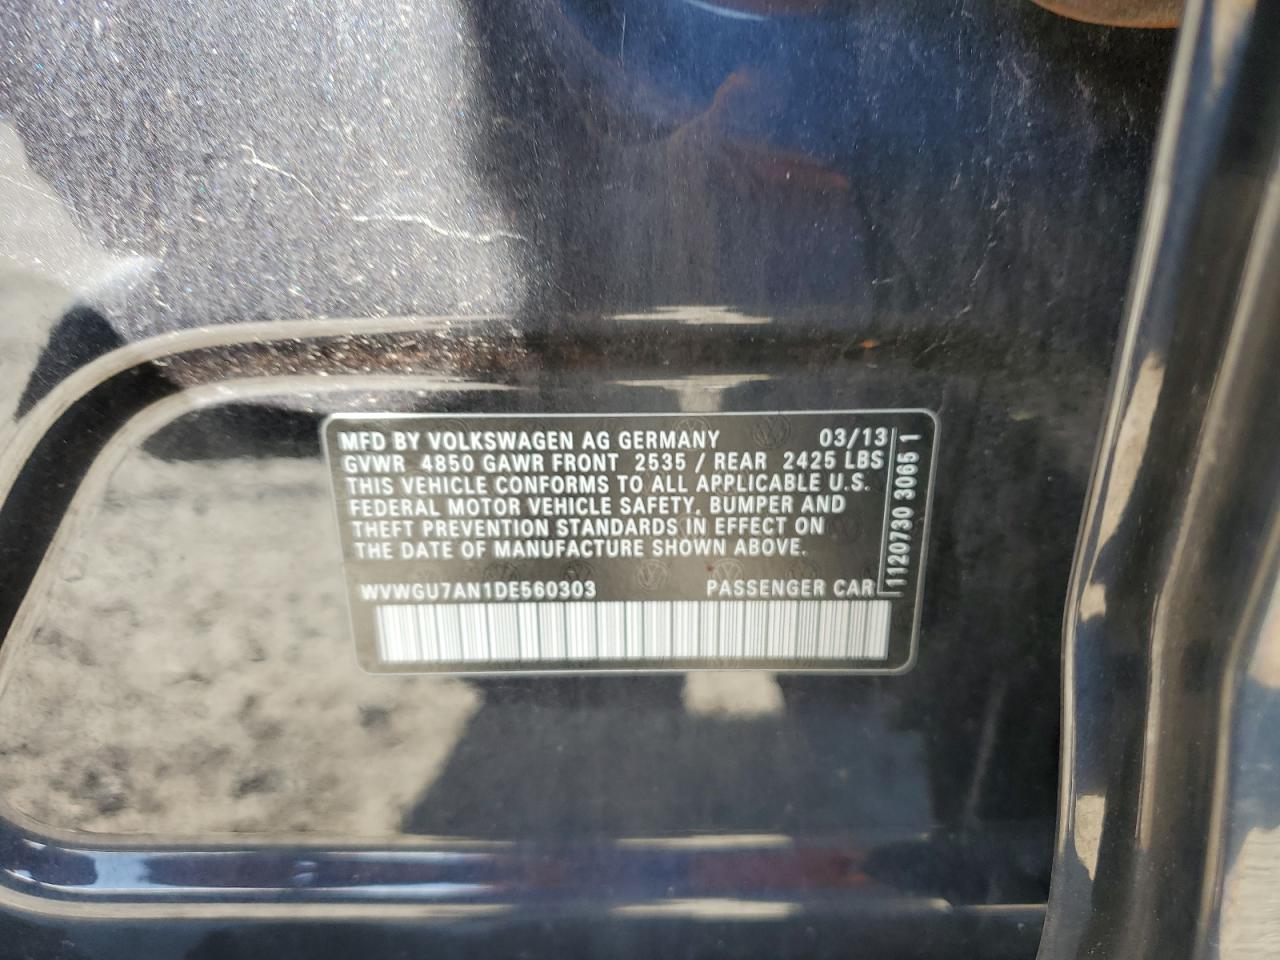 MFD BY VOLKSWAGEN AG GERMANY 03/13
GVWR 4850 GAWR FRONT 2535 / REAR 2425 LBS
THIS VEHICLE CONFORMS TO ALL APPLICABLE U.S.
FEDERAL MOTOR VEHICLE SAFETY, BUMPER AND
THEFT PREVENTION STANDARDS IN EFFECT ON
THE DATE OF MANUFACTURE SHOWN ABOVE.
WVWGU7AN1DE560303 PASSENGER CAR
1120730 3065 1